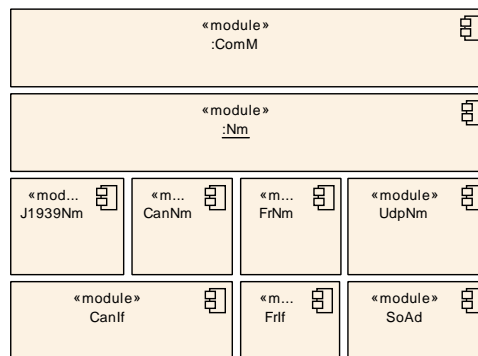 «module»
:ComM
«module»
:Nm
«mod...
J1939Nm
«m...
CanNm
«m...
FrNm
«module»
UdpNm
«module»
CanIf
«m...
FrIf
«module»
SoAd